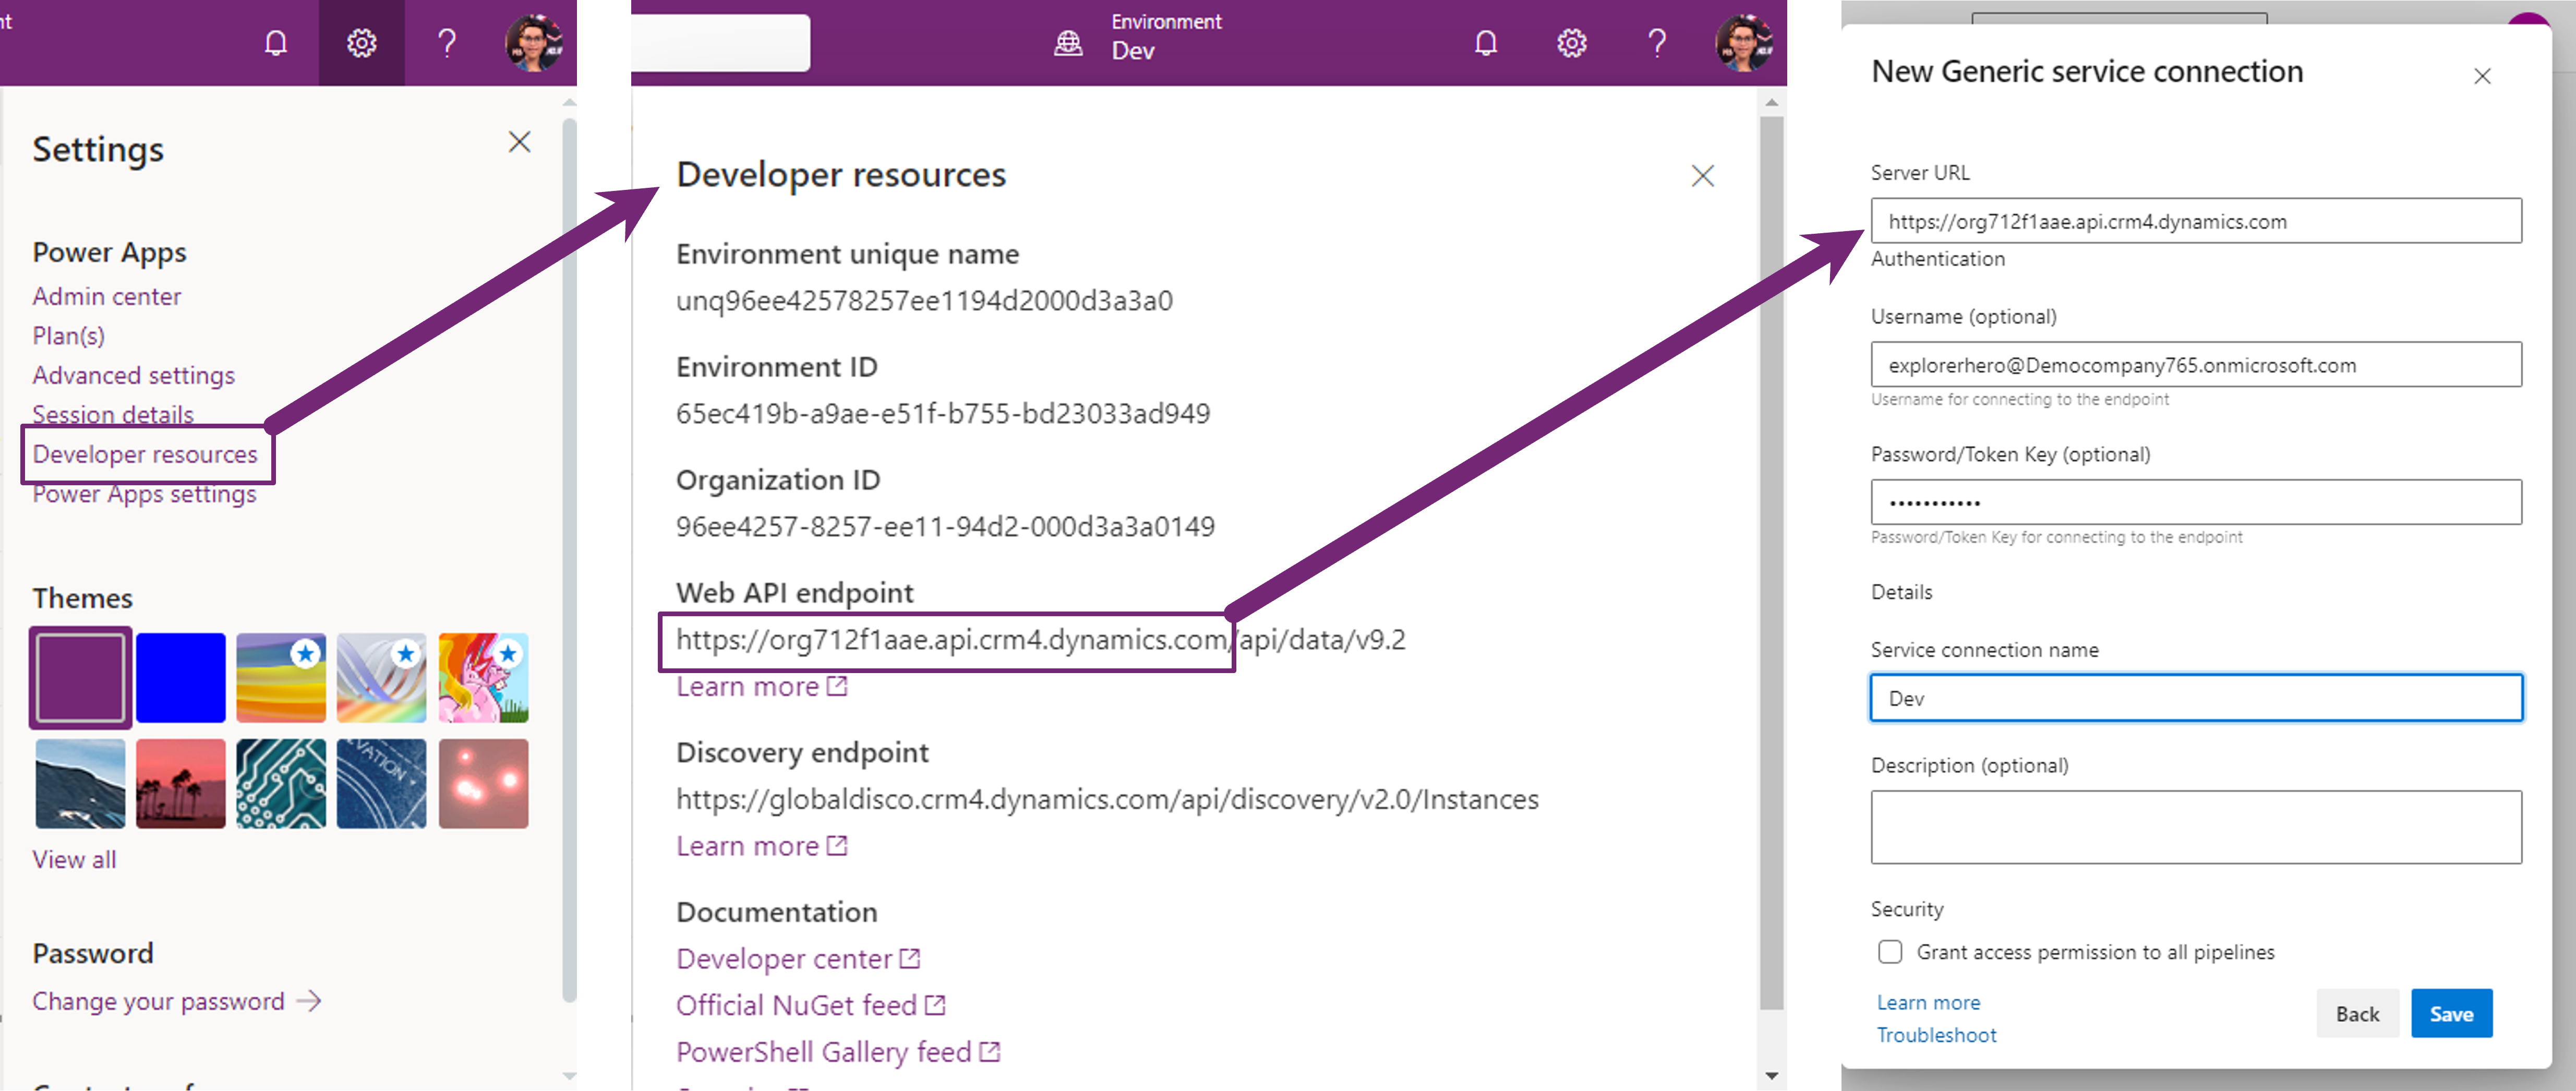 nt
Settings
Power Apps
Admin center
Plan(s)
Advanced settings
Session details
Developer resources
Power Apps settings
Themes
View all
Password
Change your password
Environment
Dev
Developer resources
Environment unique name
unq96ee42578257ee1194d2000d3a3a0
Environment ID
65ec419b-a9ae-e51f-b755-bd23033ad949
Organization ID
96ee4257-8257-ee11-94d2-000d3a3a0149
Web API endpoint
https://org712f1aae.api.crm4.dynamics.com/api/data/v9.2
Learn more
Discovery endpoint
https://globaldisco.crm4.dynamics.com/api/discovery/v2.0/Instances
Learn more
Documentation
Developer center
Official NuGet feed
PowerShell Gallery feed
New Generic service connection
Server URL
https://org712f1aae.api.crm4.dynamics.com
Authentication
Username (optional)
explorerhero@Democompany765.onmicrosoft.com
Username for connecting to the endpoint
Password/Token Key (optional)
•••••••••••
Password/Token Key for connecting to the endpoint
Details
Service connection name
Dev
Description (optional)
Security
Grant access permission to all pipelines
Learn more
Troubleshoot
Back
Save